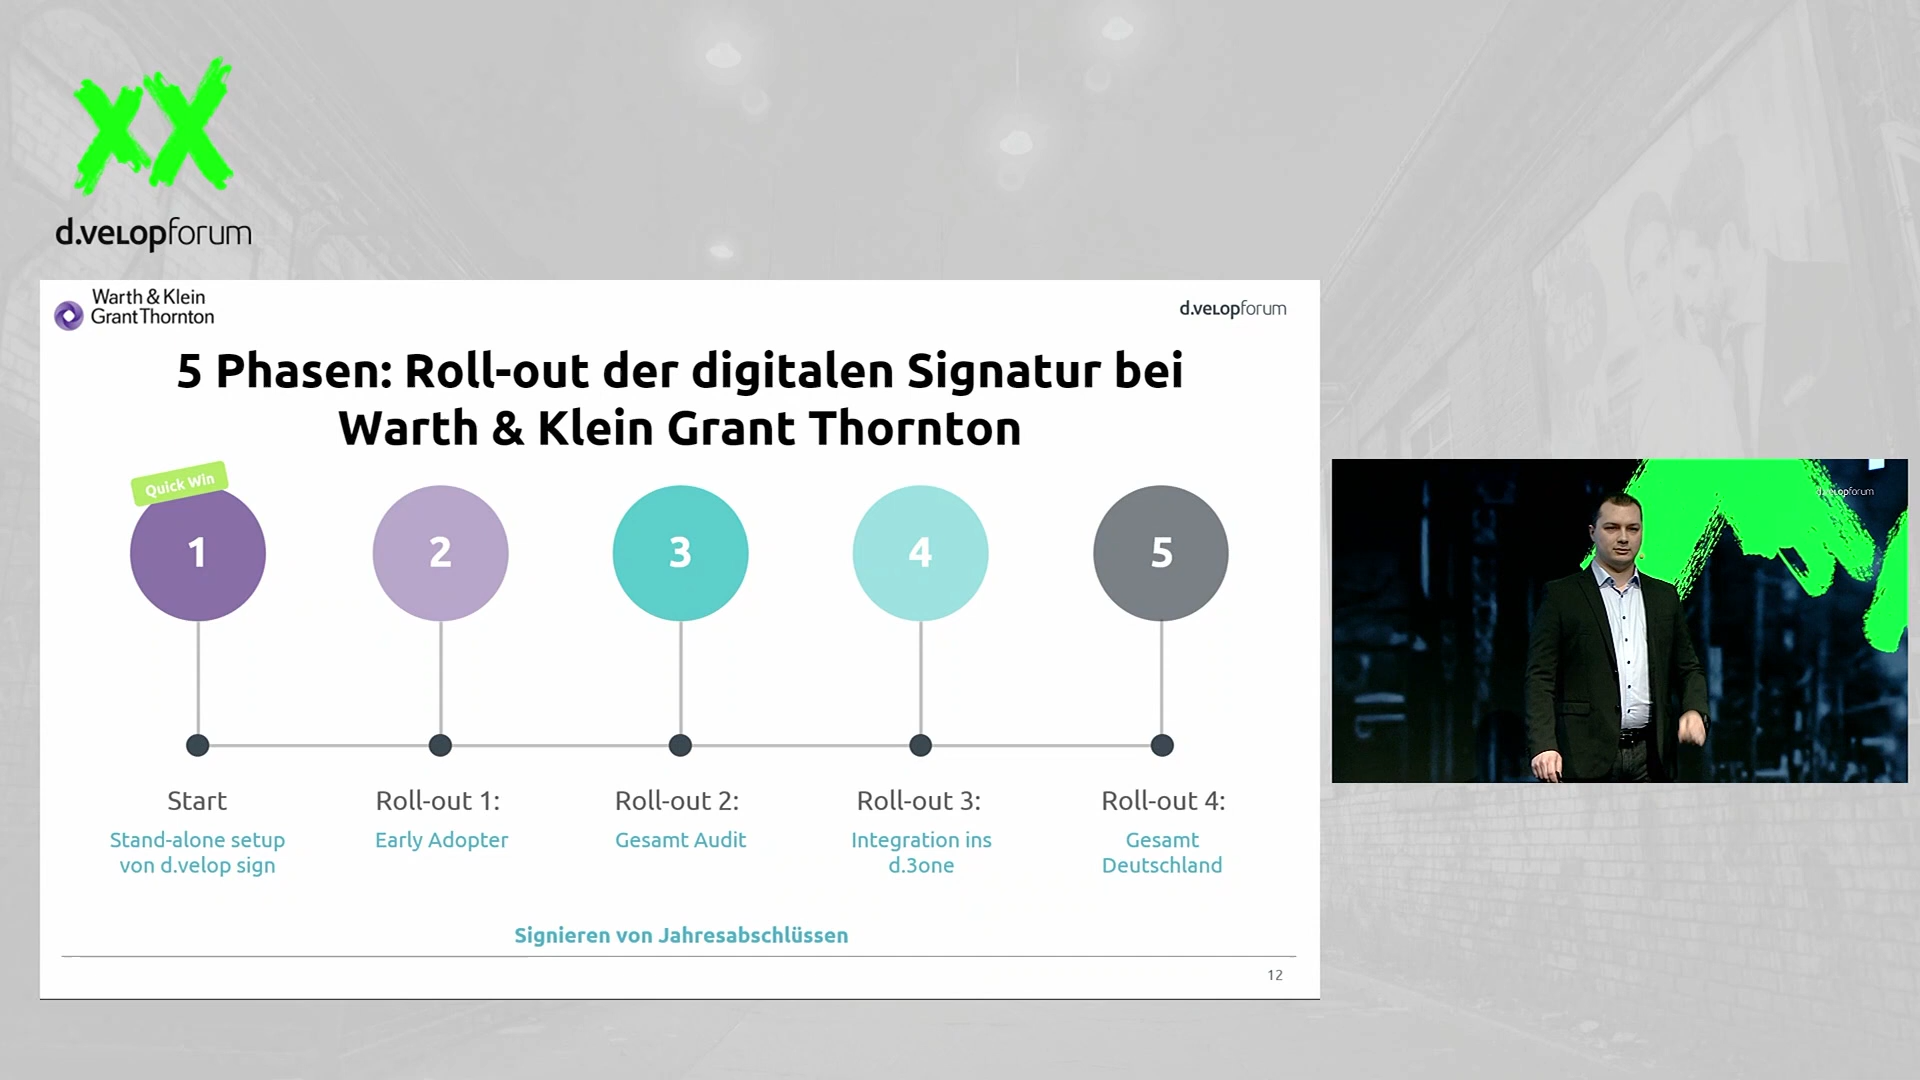 xX
d.velopforum
Warth & Klein
Grant Thornton
d.velopforum
5 Phasen: Roll-out der digitalen Signatur bei
Warth & Klein Grant Thornton
Quick Win
1
2
3
4
5
Start
Stand-alone setup
von d.velop sign
Roll-out 1:
Early Adopter
Roll-out 2:
Gesamt Audit
Roll-out 3:
Integration ins
d.3one
Roll-out 4:
Gesamt
Deutschland
Signieren von Jahresabschlüssen
12
d.velopforum